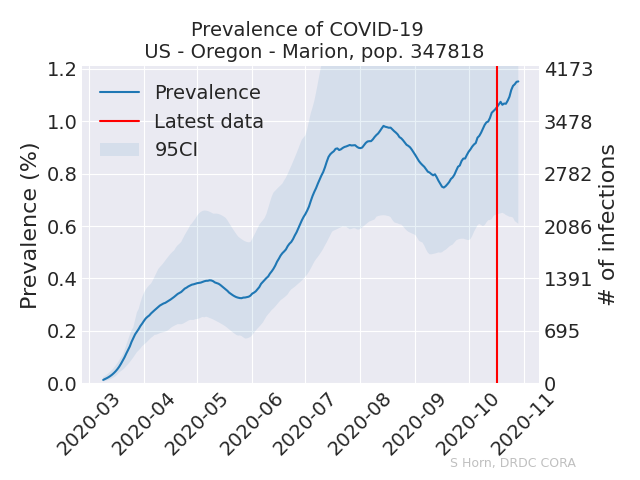 Prevalence of COVID-19
US - Oregon - Marion, pop. 347818
Prevalence
Latest data
95CI
Prevalence (%)
1.2
1.0
0.8
0.6
0.4
0.2
0.0
4173
3478
2782
2086
1391
695
0
# of infections
2020-03
2020-04
2020-05
2020-06
2020-07
2020-08
2020-09
2020-10
2020-11
S Horn, DRDC CORA